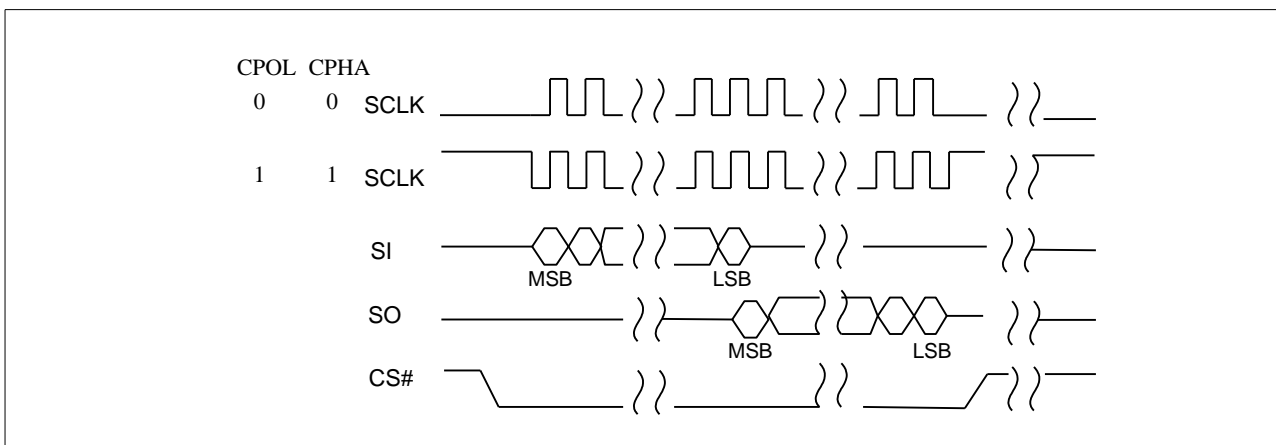 CPOL CPHA
0 0 SCLK
1 1 SCLK
SI
MSB LSB
SO
MSB LSB
CS#